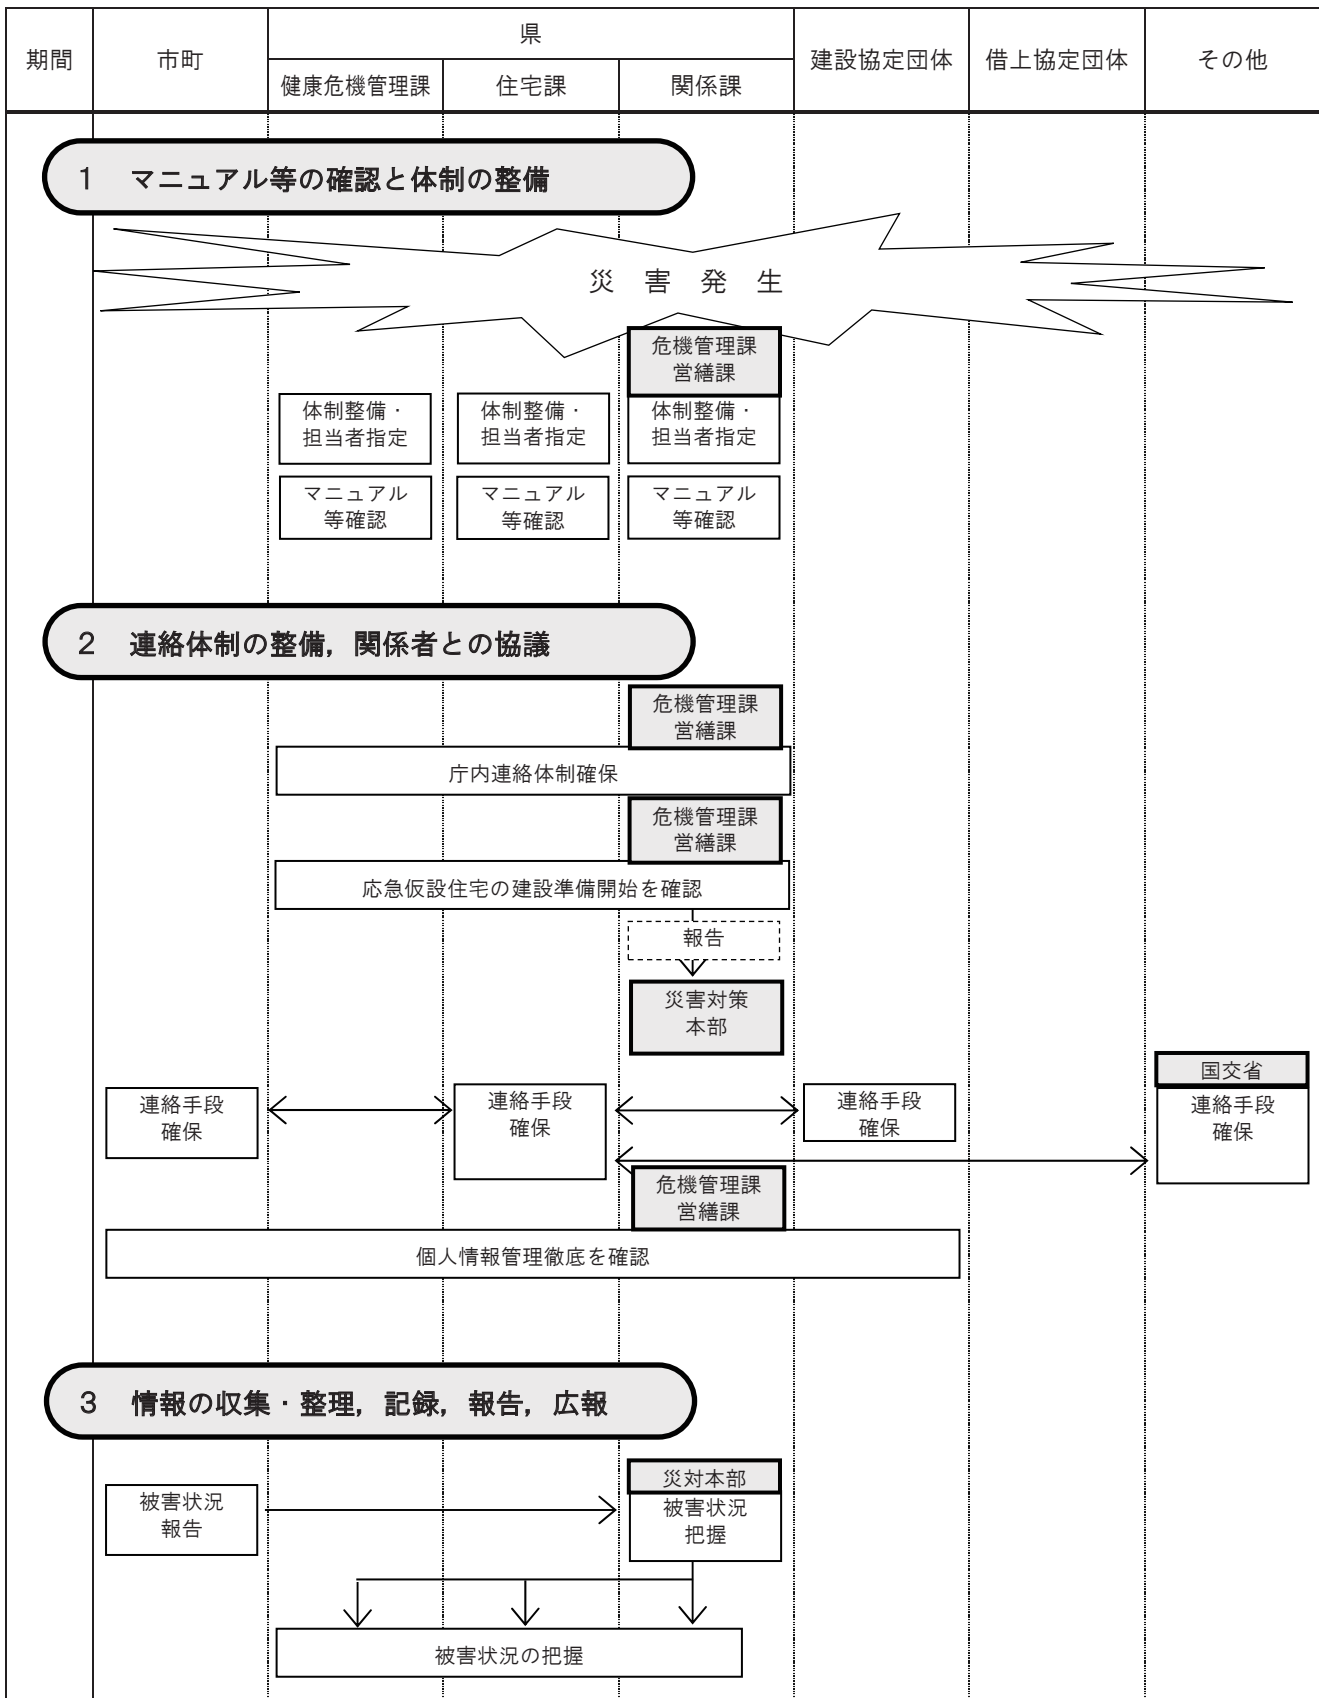 期間
市町
県
健康危機管理課
住宅課
関係課
建設協定団体
借上協定団体
その他
1 マニュアル等の確認と体制の整備
災 害 発 生
危機管理課
営繕課
体制整備・
担当者指定
体制整備・
担当者指定
体制整備・
担当者指定
マニュアル
等確認
マニュアル
等確認
マニュアル
等確認
2 連絡体制の整備，関係者との協議
危機管理課
営繕課
庁内連絡体制確保
危機管理課
営繕課
応急仮設住宅の建設準備開始を確認
報告
災害対策
本部
連絡手段
確保
連絡手段
確保
連絡手段
確保
国交省
連絡手段
確保
危機管理課
営繕課
個人情報管理徹底を確認
3 情報の収集・整理，記録，報告，広報
被害状況
報告
災対本部
被害状況
把握
被害状況の把握